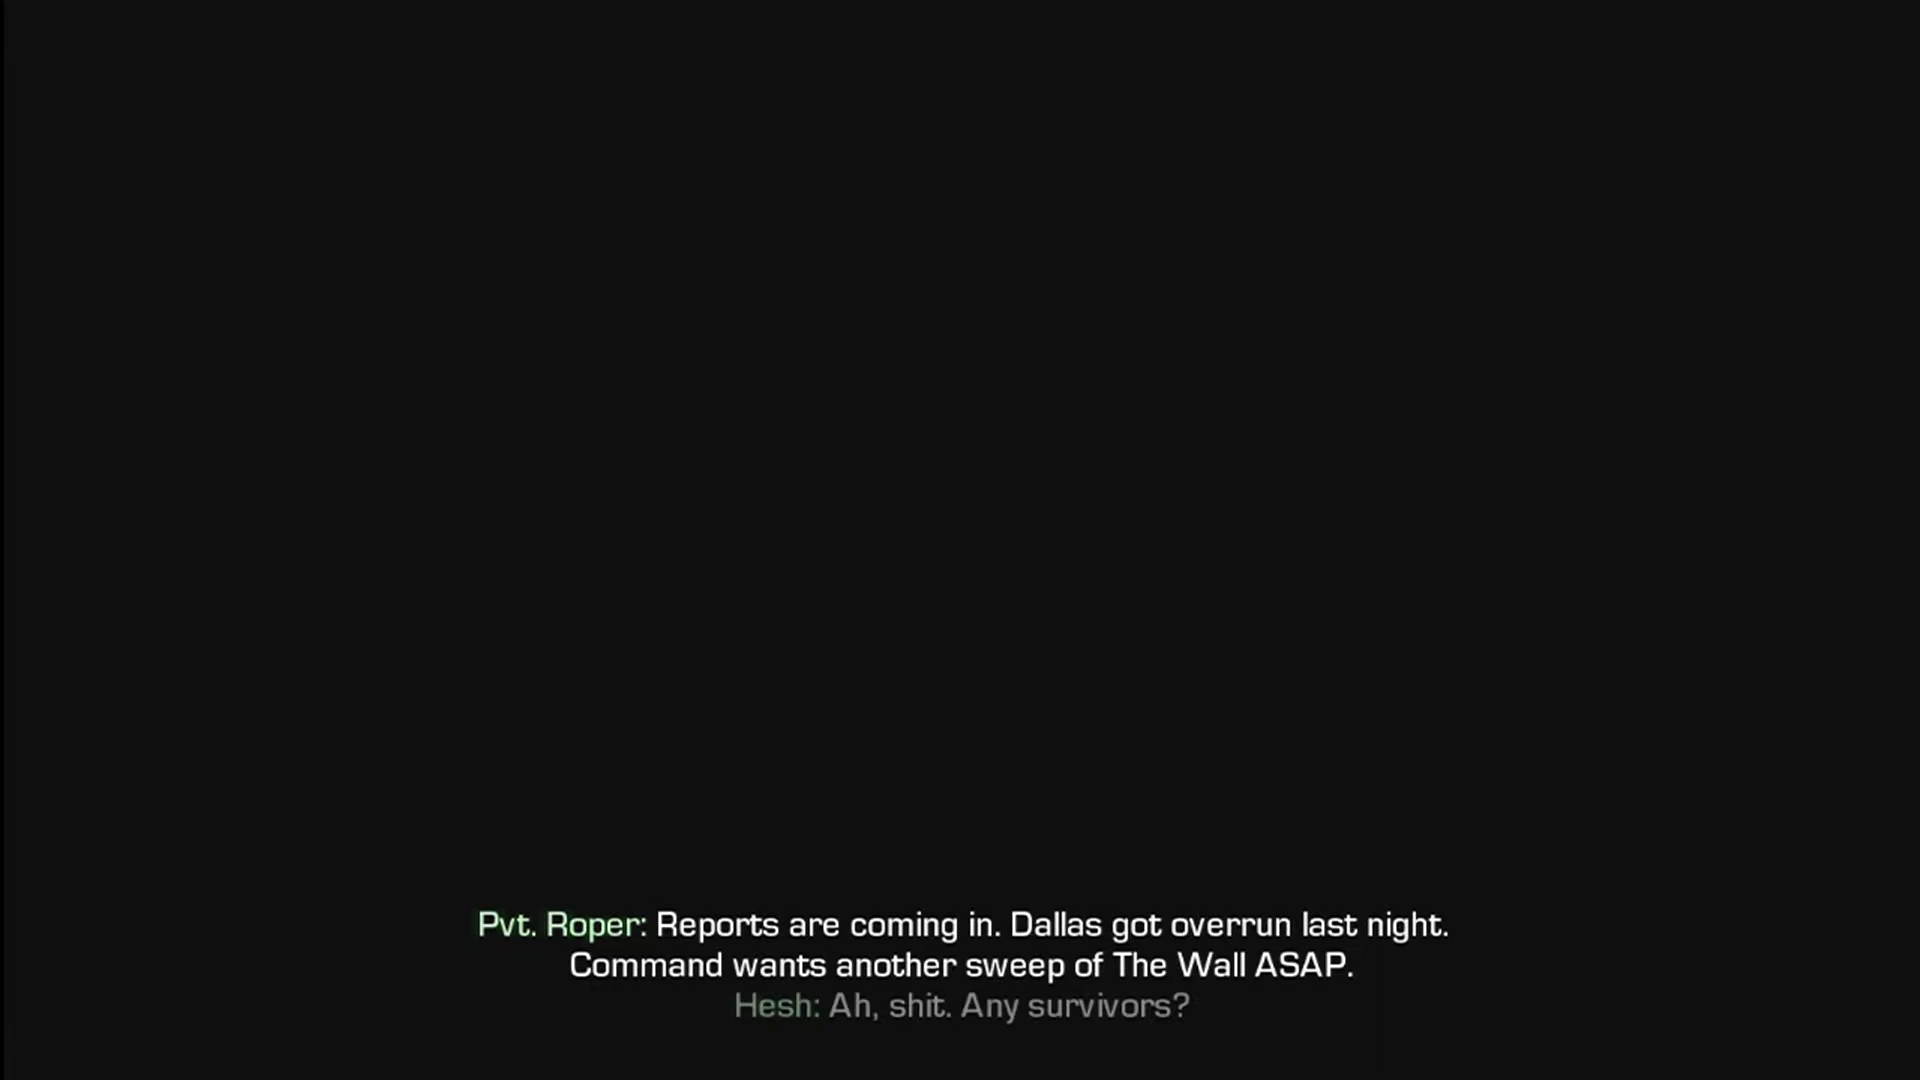 Pvt. Roper: Reports are coming in. Dallas got overrun last night.
Command wants another sweep of The Wall ASAP.
Hesh: Ah, shit. Any survivors?